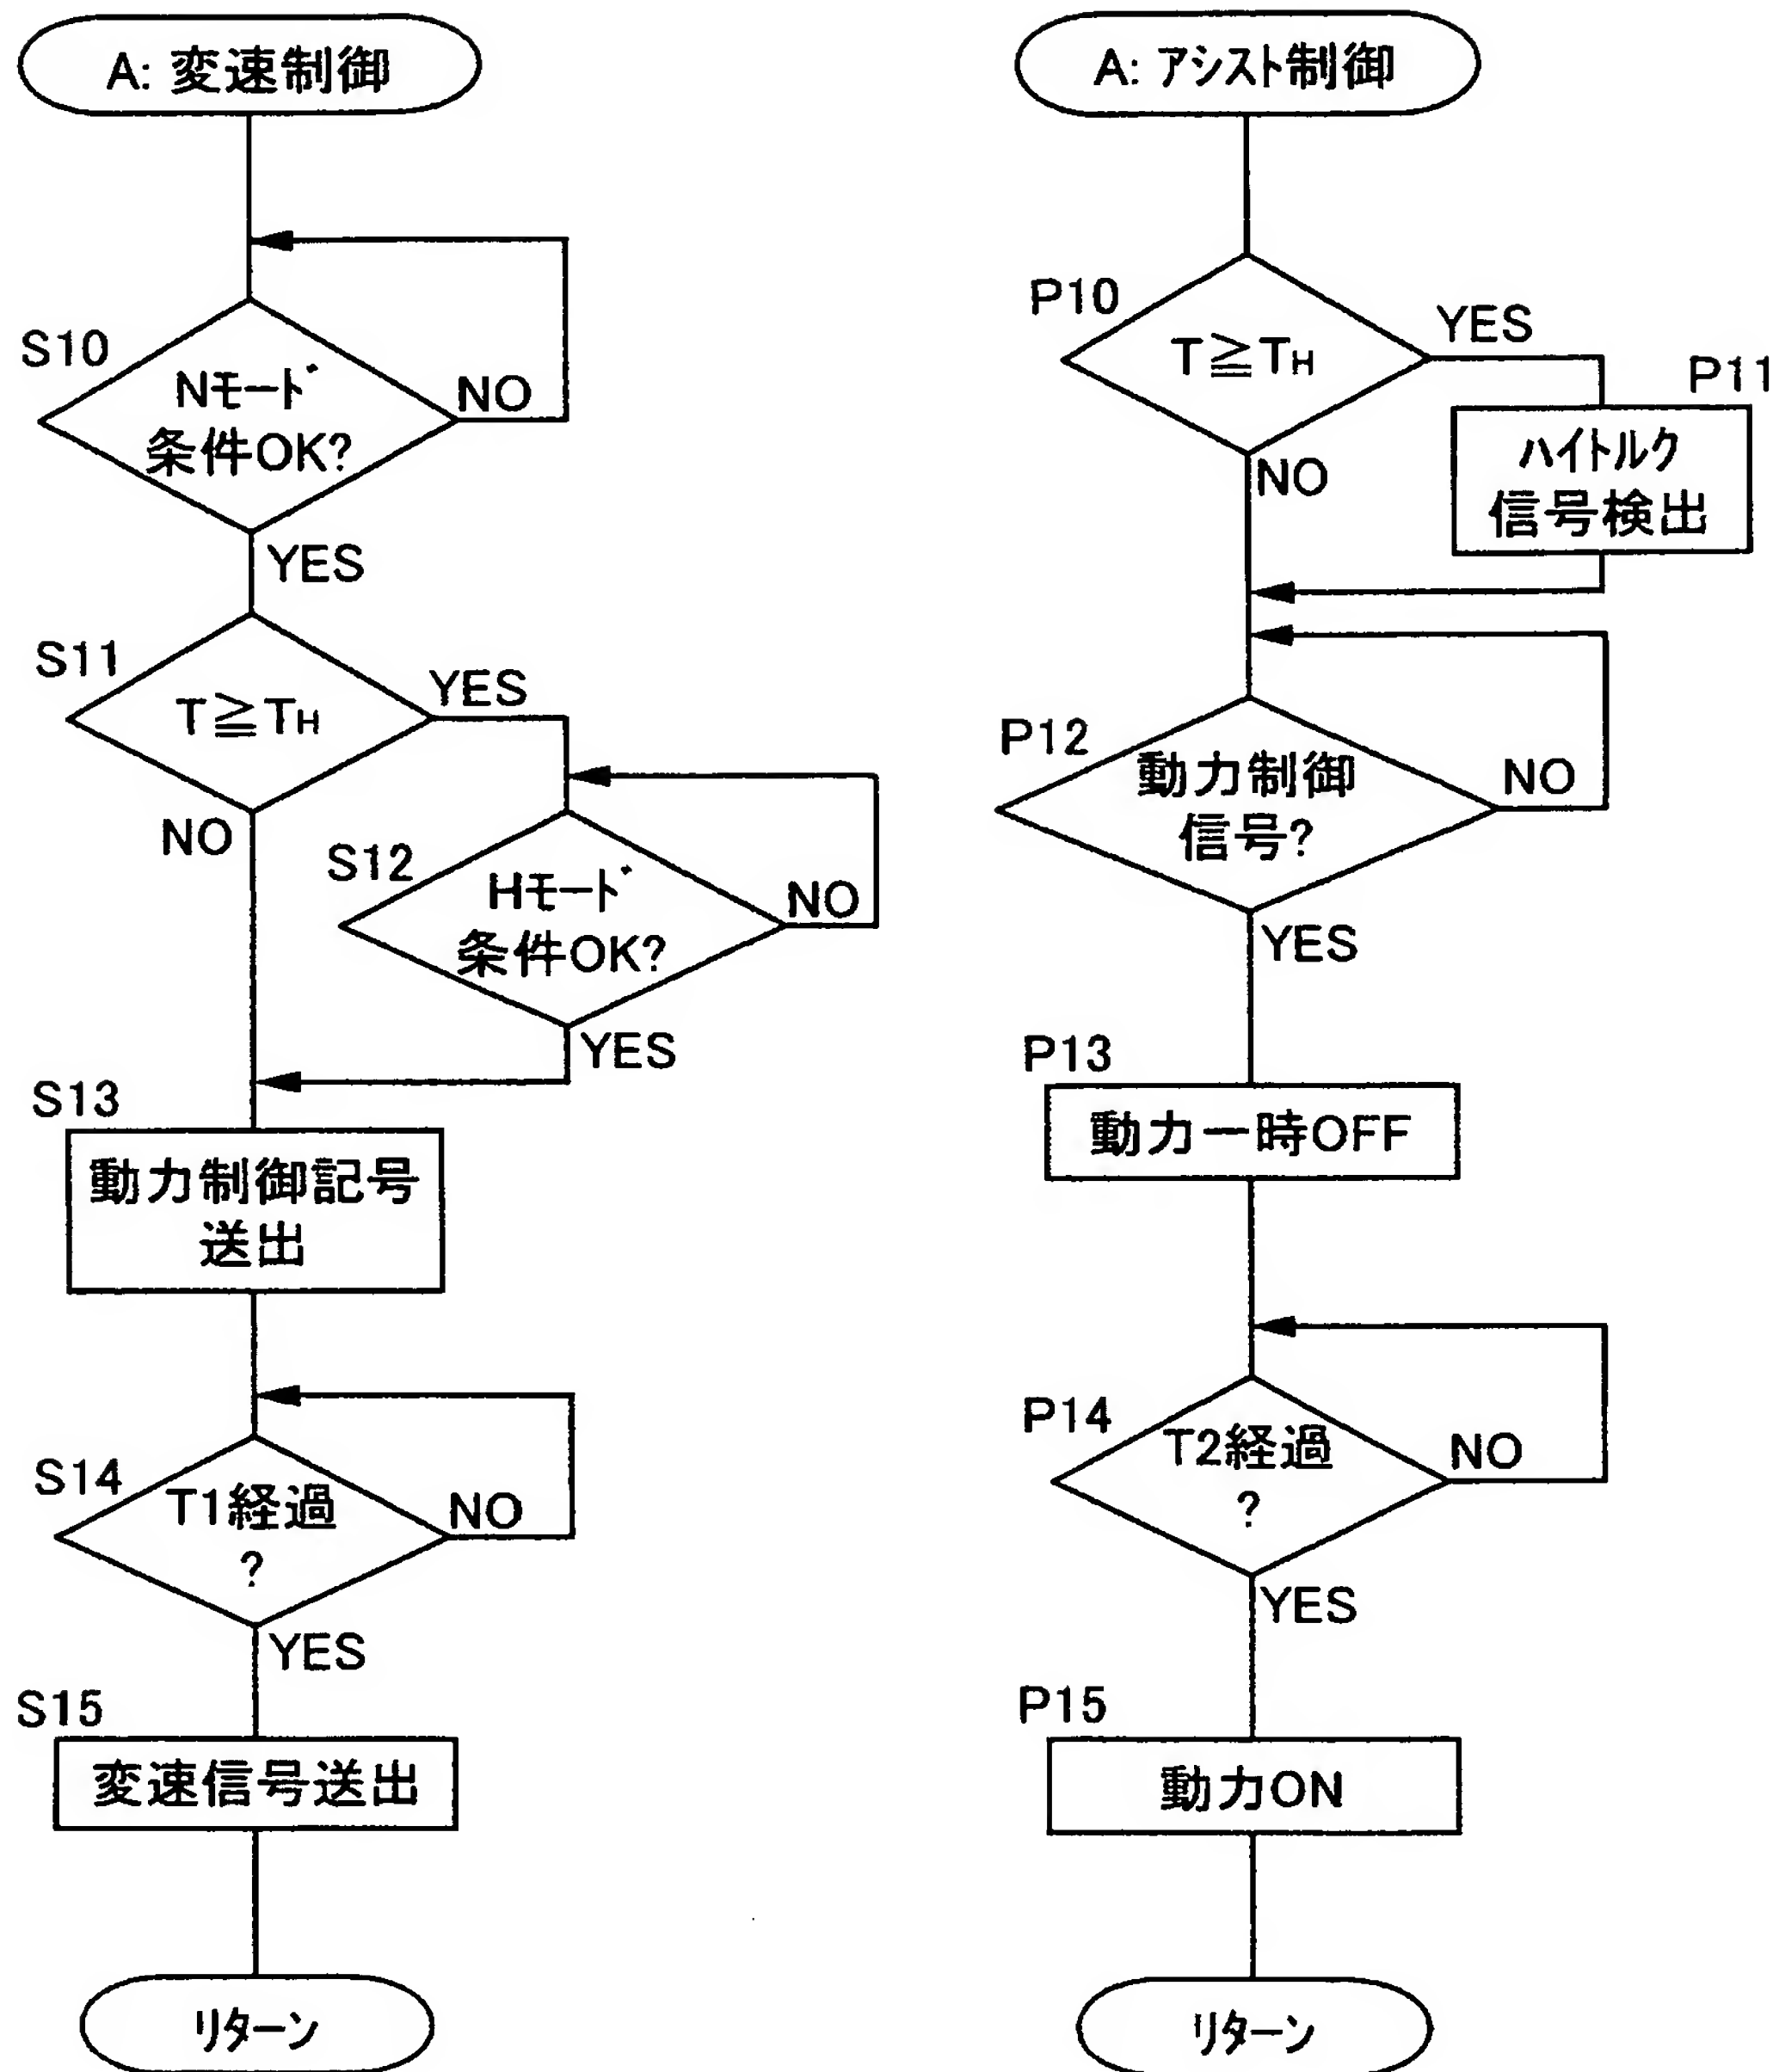 A: 変速制御
S10
Nモード
条件OK?
NO
YES
S11
T≧TH
YES
NO
S12
Hモード
条件OK?
NO
YES
S13
動力制御記号
送出
S14
T1経過
?
NO
YES
S15
変速信号送出
リターン
A: アシスト制御
P10
T≧TH
YES
NO
P11
ハイトルク
信号検出
P12
動力制御
信号?
NO
YES
P13
動力一時OFF
P14
T2経過
?
NO
YES
P15
動力ON
リターン